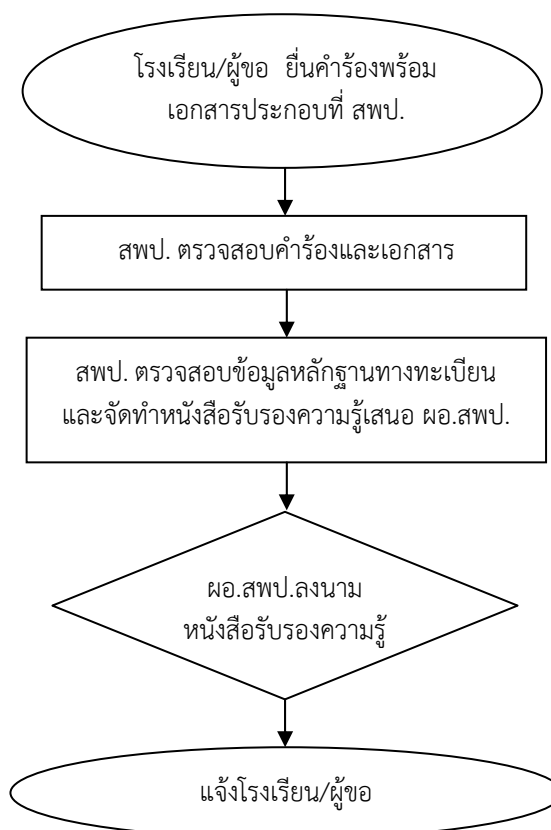 โรงเรียน/ผู้ขอ ยื่นคำร้องพร้อม
เอกสารประกอบที่ สพป.
สพป. ตรวจสอบคำร้องและเอกสาร
สพป. ตรวจสอบข้อมูลหลักฐานทางทะเบียน
และจัดทำหนังสือรับรองความรู้เสนอ ผอ.สพป.
ผอ.สพป.ลงนาม
หนังสือรับรองความรู้
แจ้งโรงเรียน/ผู้ขอ